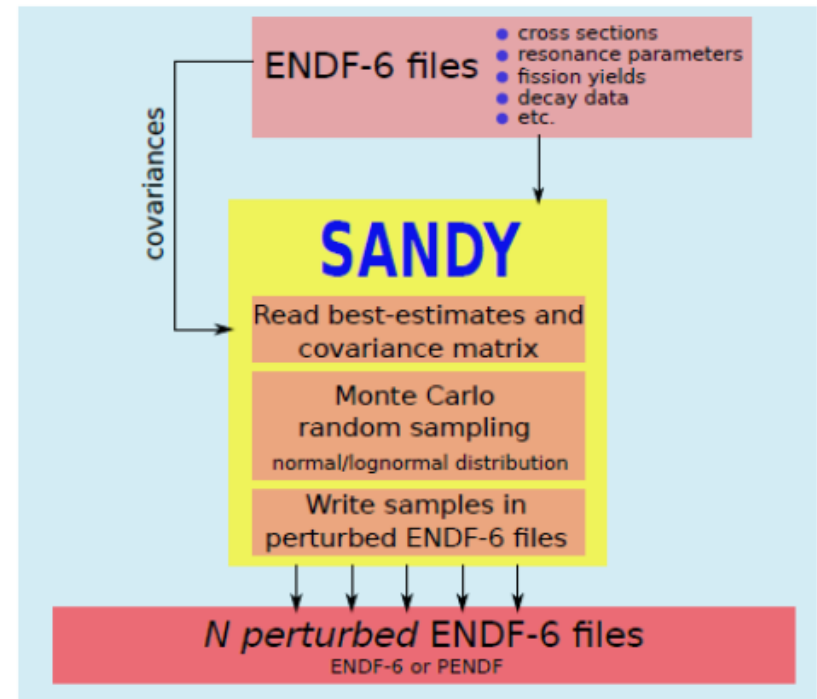 ENDF-6 files
cross sections
resonance parameters
fission yields
decay data
etc.
covariances
SANDY
Read best-estimates and
covariance matrix
Monte Carlo
random sampling
normal/lognormal distribution
Write samples in
perturbed ENDF-6 files
N perturbed ENDF-6 files
ENDF-6 or PENDF